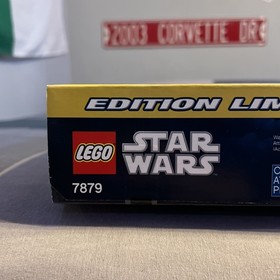 2003 CORVETTE DR
EDITION LIM
LEGO STAR WARS
7879